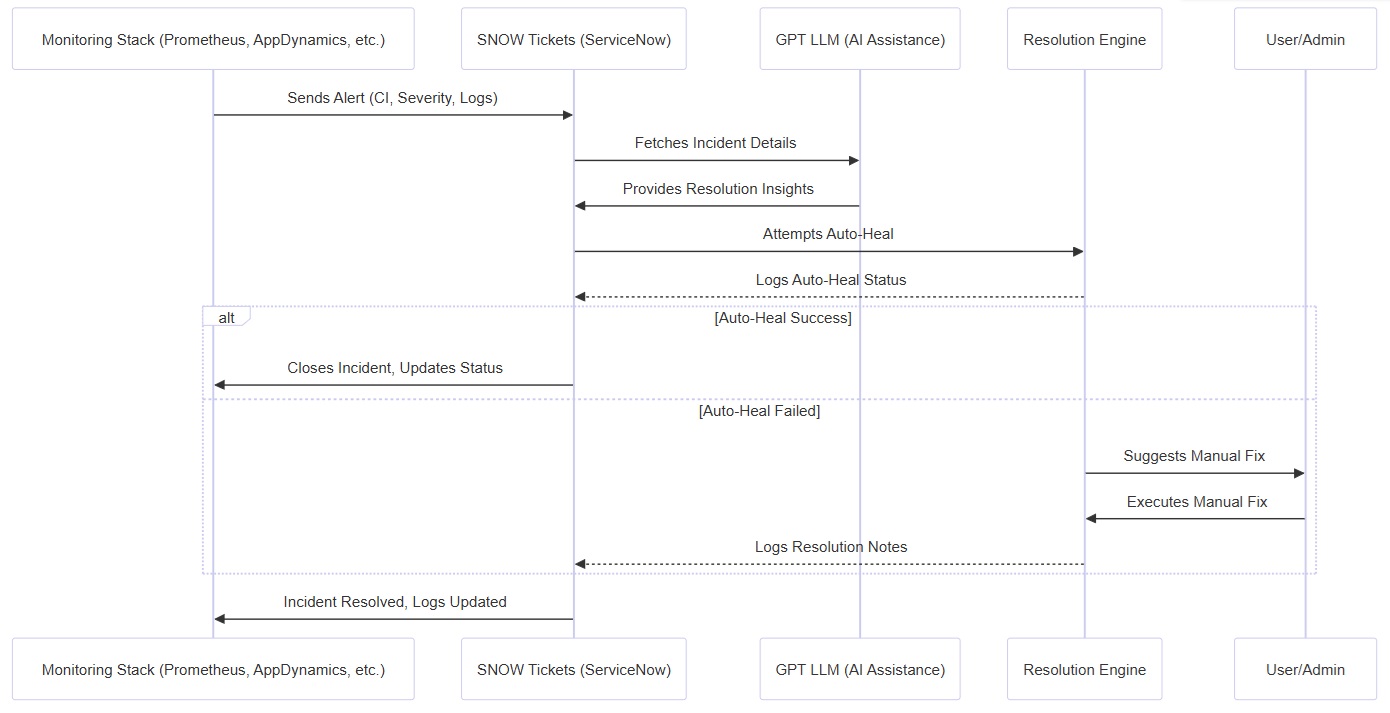 Monitoring Stack (Prometheus, AppDynamics, etc.)
SNOW Tickets (ServiceNow)
GPT LLM (AI Assistance)
Resolution Engine
User/Admin
Sends Alert (CI, Severity, Logs)
Fetches Incident Details
Provides Resolution Insights
Attempts Auto-Heal
Logs Auto-Heal Status
alt
[Auto-Heal Success]
Closes Incident, Updates Status
[Auto-Heal Failed]
Suggests Manual Fix
Executes Manual Fix
Logs Resolution Notes
Incident Resolved, Logs Updated
Monitoring Stack (Prometheus, AppDynamics, etc.)
SNOW Tickets (ServiceNow)
GPT LLM (AI Assistance)
Resolution Engine
User/Admin